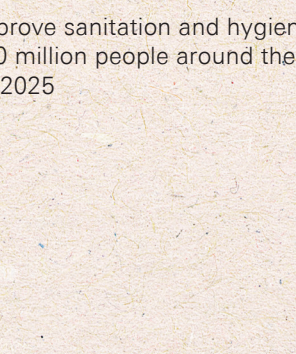 prove sanitation and hygien
0 million people around the
2025